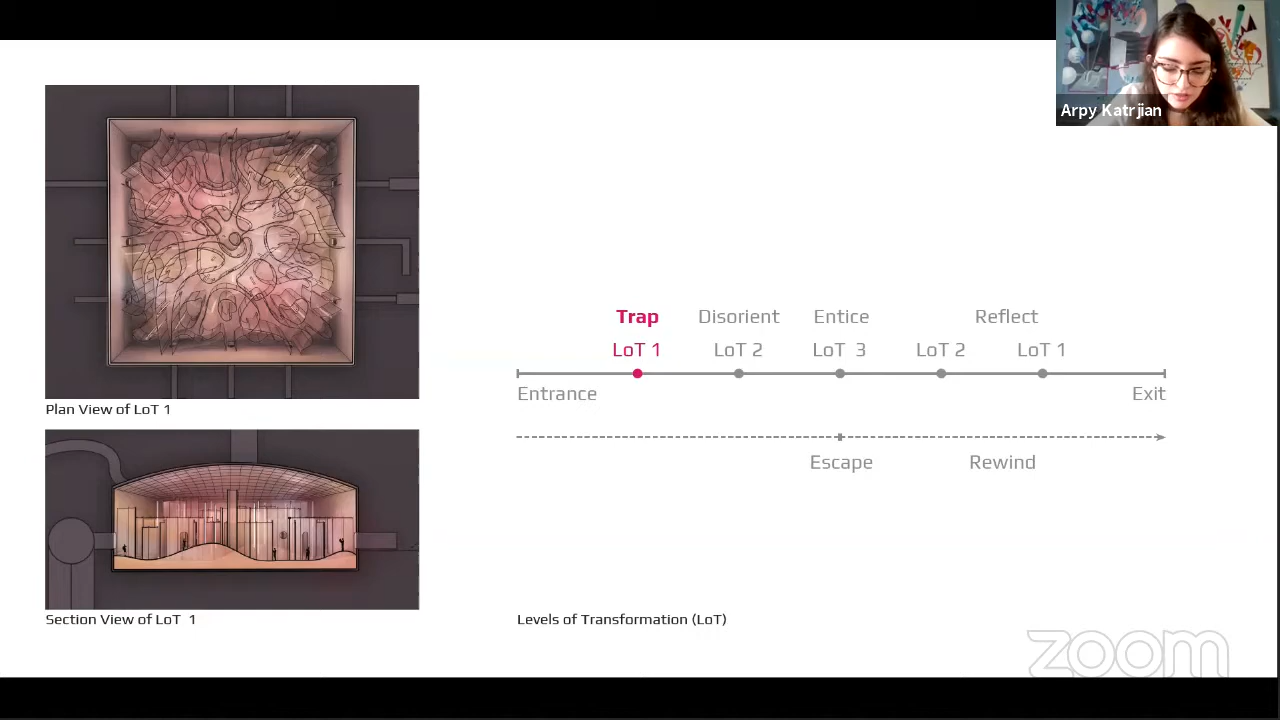 Arpy Katrjian
Plan View of LoT 1
Section View of LoT 1
Trap Disorient Entice Reflect
LoT 1 LoT 2 LoT 3 LoT 2 LoT 1
Entrance Exit
Escape Rewind
Levels of Transformation (LoT)
zoom